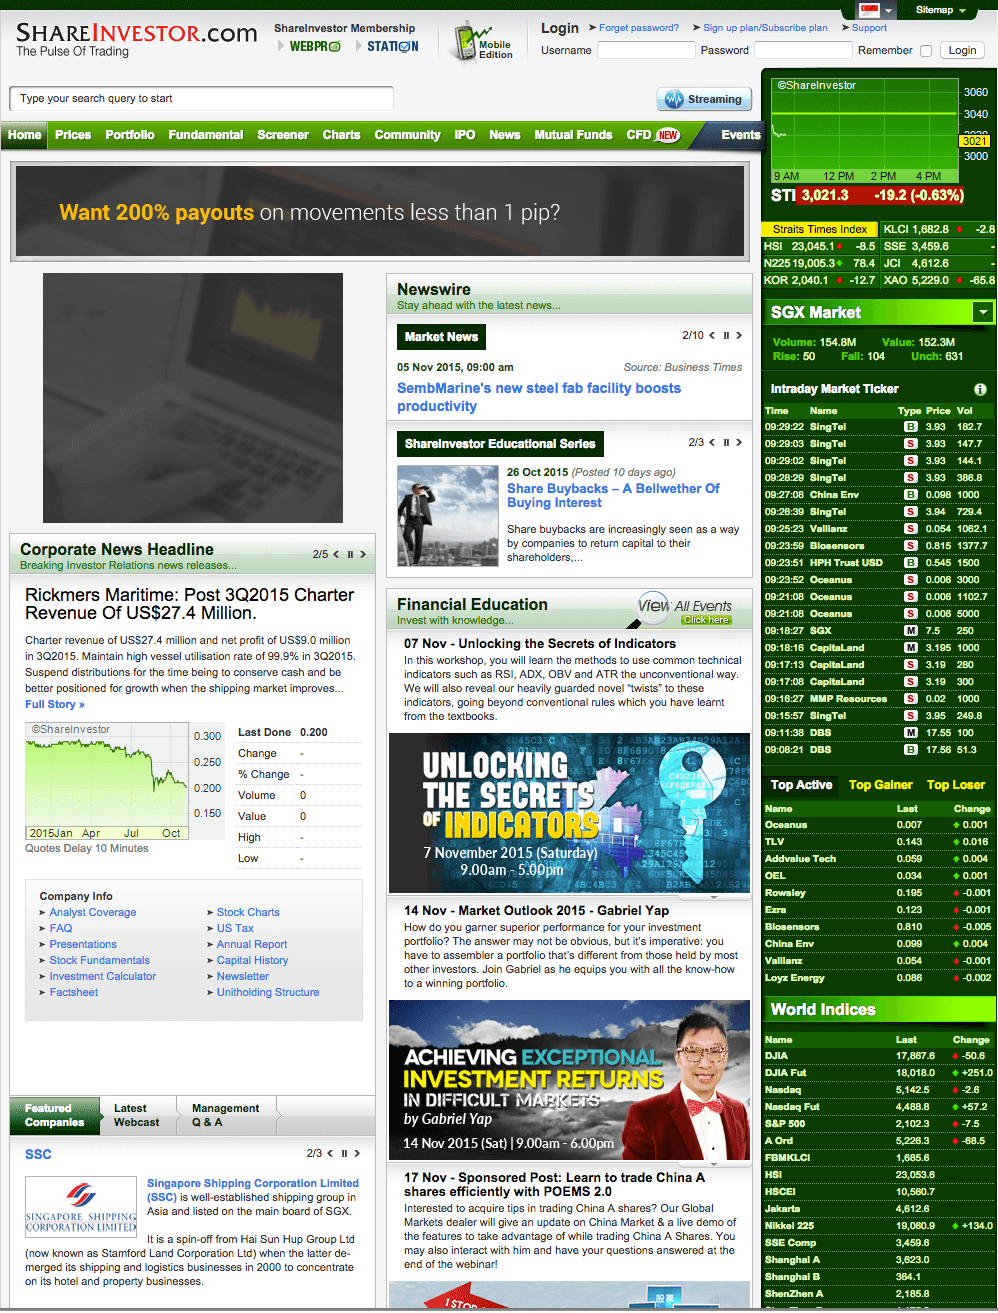 SHAREINVESTOR.com
The Pulse Of Trading
ShareInvestor Membership
WEBPRO
STATION
Mobile
Edition
Sitemap
Login
Forget password?
Sign up plan/Subscribe plan
Support
Username
Password
Remember
Login
Type your search query to start
Streaming
Home Prices Portfolio Fundamental Screener Charts Community IPO News Mutual Funds CFD NEW Events
Want 200% payouts on movements less than 1 pip?
Newswire
Stay ahead with the latest news...
Market News
2/10
05 Nov 2015, 09:00 am
Source: Business Times
SembMarine's new steel fab facility boosts
productivity
ShareInvestor Educational Series
2/3
26 Oct 2015 (Posted 10 days ago)
Share Buybacks – A Bellwether Of
Buying Interest
Share buybacks are increasingly seen as a way
by companies to return capital to their
shareholders,...
Corporate News Headline
Breaking Investor Relations news releases...
2/5
Rickmers Maritime: Post 3Q2015 Charter
Revenue Of US$27.4 Million.
Charter revenue of US$27.4 million and net profit of US$9.0 million
in 3Q2015. Maintain high vessel utilisation rate of 99.9% in 3Q2015.
Suspend distributions for the time being to conserve cash and be
better positioned for growth when the shipping market improves...
Full Story »
©ShareInvestor
0.300
0.250
0.200
0.150
2015Jan Apr Jul Oct
Quotes Delay 10 Minutes
Last Done 0.200
Change -
% Change -
Volume 0
Value 0
High -
Low -
Company Info
Analyst Coverage
FAQ
Presentations
Stock Fundamentals
Investment Calculator
Factsheet
Stock Charts
US Tax
Annual Report
Capital History
Newsletter
Unitholding Structure
Featured
Companies
Latest
Webcast
Management
Q & A
SSC
2/3
SINGAPORE SHIPPING
CORPORATION LIMITED
Singapore Shipping Corporation Limited
(SSC) is well-established shipping group in
Asia and listed on the main board of SGX.
It is a spin-off from Hai Sun Hup Group Ltd
(now known as Stamford Land Corporation Ltd) when the latter de-
merged its shipping and logistics businesses in 2000 to concentrate
on its hotel and property businesses.
Financial Education
Invest with knowledge...
View All Events
Click here
07 Nov - Unlocking the Secrets of Indicators
In this workshop, you will learn the methods to use common technical
indicators such as RSI, ADX, OBV and ATR the unconventional way.
We will also reveal our heavily guarded novel “twists” to these
indicators, going beyond conventional rules which you have learnt
from the textbooks.
UNLOCKING
THE SECRETS
OF INDICATORS
7 November 2015 (Saturday)
9.00am - 5.00pm
14 Nov - Market Outlook 2015 - Gabriel Yap
How do you garner superior performance for your investment
portfolio? The answer may not be obvious, but it's imperative: you
have to assembler a portfolio that's different from those held by most
other investors. Join Gabriel as he equips you with all the know-how
to a winning portfolio.
ACHIEVING EXCEPTIONAL
INVESTMENT RETURNS
IN DIFFICULT MARKETS
by Gabriel Yap
14 Nov 2015 (Sat) | 9.00am - 6.00pm
17 Nov - Sponsored Post: Learn to trade China A
shares efficiently with POEMS 2.0
Interested to acquire tips in trading China A shares? Our Global
Markets dealer will give an update on China Market & a live demo of
the features to take advantage of while trading China A Shares. You
may also interact with him and have your questions answered at the
end of the webinar!
1 STOP
股票
©ShareInvestor
3060
3040
3021
3000
9 AM 12 PM 2 PM 4 PM
STI 3,021.3 -19.2 (-0.63%)
Straits Times Index KLCI 1,682.8 -2.8
HSI 23,045.1 -8.5 SSE 3,459.6 -
N225 19,005.3 78.4 JCI 4,612.6 -
KOR 2,040.1 -12.7 XAO 5,229.0 -65.8
SGX Market
Volume: 154.8M Value: 152.3M
Rise: 50 Fall: 104 Unch: 631
Intraday Market Ticker
Time Name Type Price Vol
09:29:22 SingTel B 3.93 182.7
09:29:03 SingTel S 3.93 147.7
09:29:02 SingTel S 3.93 144.1
09:28:29 SingTel S 3.93 386.8
09:27:08 China Env B 0.098 1000
09:26:39 SingTel S 3.94 729.4
09:25:23 Vallianz S 0.054 1062.1
09:23:59 Biosensors S 0.815 1377.7
09:23:51 HPH Trust USD B 0.545 1500
09:23:52 Oceanus S 0.006 3000
09:21:08 Oceanus S 0.006 1102.7
09:21:08 Oceanus S 0.006 5000
09:18:27 SGX M 7.5 250
09:18:16 CapitaLand M 3.195 1000
09:17:13 CapitaLand S 3.19 280
09:17:08 CapitaLand S 3.19 300
09:16:27 MMP Resources S 0.02 1000
09:15:57 SingTel S 3.95 249.8
09:11:38 DBS M 17.55 100
09:08:21 DBS B 17.56 51.3
Top Active Top Gainer Top Loser
Name Last Change
Oceanus 0.007 0.001
TLV 0.143 0.016
Addvalue Tech 0.059 0.004
OEL 0.034 0.001
Rowsley 0.195 -0.001
Ezra 0.123 -0.001
Biosensors 0.810 -0.005
China Env 0.099 0.004
Vallianz 0.054 -0.001
Loyz Energy 0.086 -0.002
World Indices
Name Last Change
DJIA 17,867.6 -50.6
DJIA Fut 18,018.0 +251.0
Nasdaq 5,142.5 -2.6
Nasdaq Fut 4,488.8 +57.2
S&P 500 2,102.3 -7.5
A Ord 5,226.3 -68.5
FBMKLCI 1,685.6
HSI 23,053.6
HSCEI 10,560.7
Jakarta 4,612.6
Nikkei 225 19,060.9 +134.0
SSE Comp 3,459.6
Shanghai A 3,623.0
Shanghai B 364.1
ShenZhen A 2,185.8